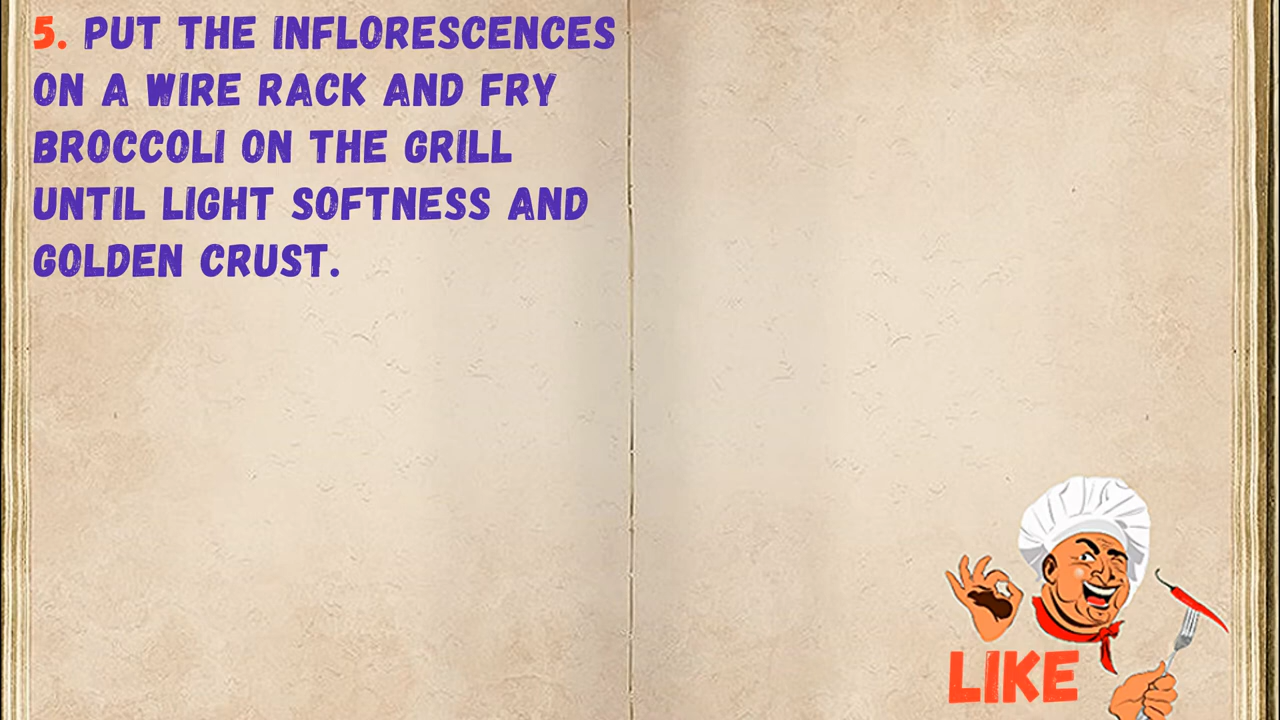 5. PUT THE INFLORESCENCES
ON A WIRE RACK AND FRY
BROCCOLI ON THE GRILL
UNTIL LIGHT SOFTNESS AND
GOLDEN CRUST.
LIKE